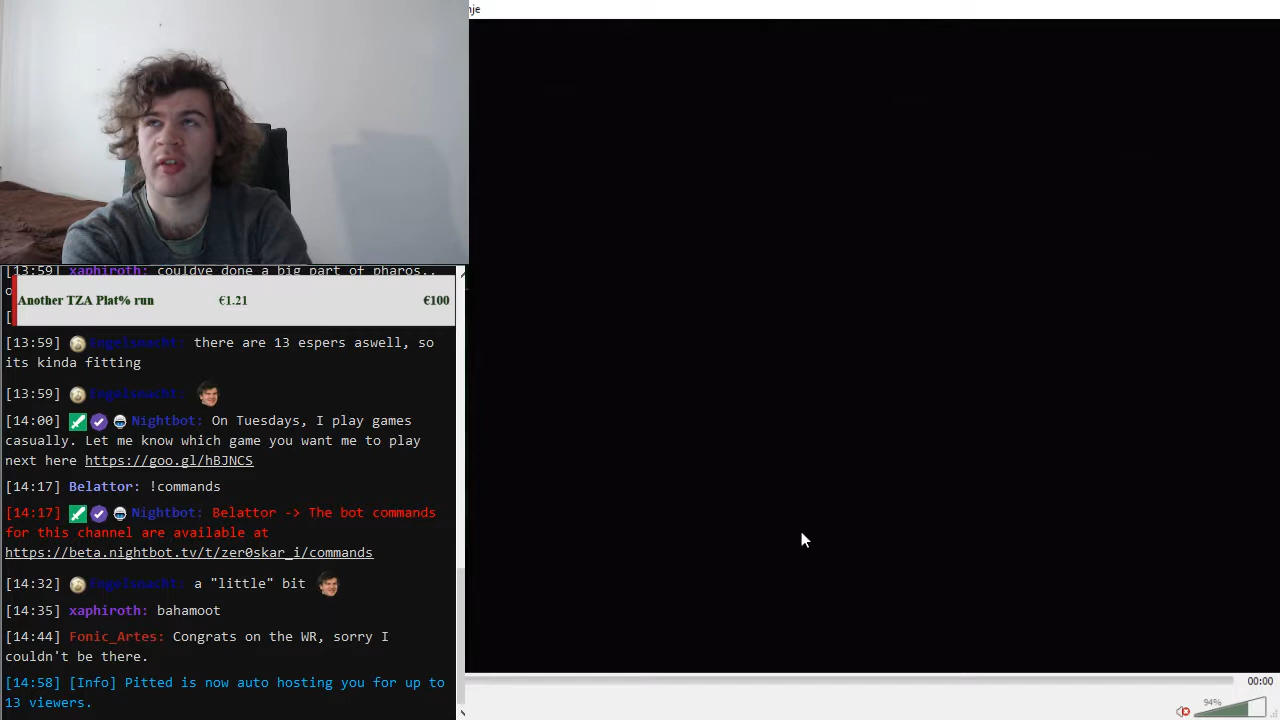 nje
[13:59] xaphiroth: couldve done a big part of pharos..
o
Another TZA Plat% run €1.21 €100
[
[13:59] Engelsnacht: there are 13 espers aswell, so
its kinda fitting
[13:59] Engelsnacht:
[14:00] Nightbot: On Tuesdays, I play games
casually. Let me know which game you want me to play
next here https://goo.gl/hBJNCS
[14:17] Belattor: !commands
[14:17] Nightbot: Belattor -> The bot commands
for this channel are available at
https://beta.nightbot.tv/t/zer0skar_i/commands
[14:32] Engelsnacht: a "little" bit
[14:35] xaphiroth: bahamoot
[14:44] Fonic_Artes: Congrats on the WR, sorry I
couldn't be there.
[14:58] [Info] Pitted is now auto hosting you for up to
13 viewers.
00:00
94%